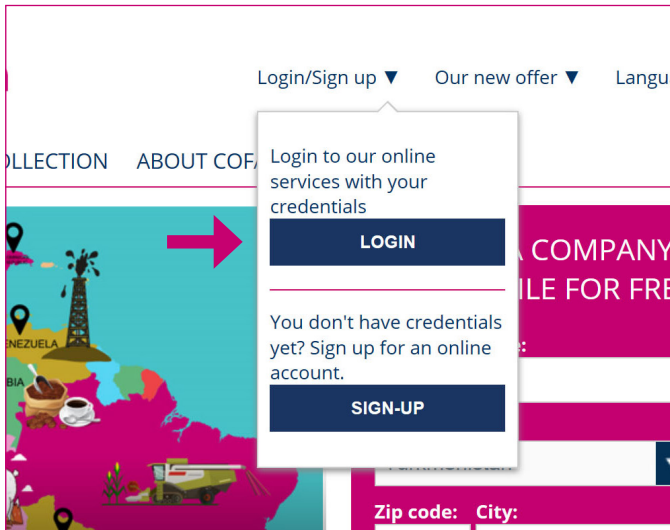 Login/Sign up ▼ Our new offer ▼ Langu
OLLECTION ABOUT COFA
Login to our online
services with your
credentials
LOGIN
A COMPANY
ILE FOR FRE
You don't have credentials
yet? Sign up for an online
account.
e:
SIGN-UP
NEZUELA
BIA
Zip code: City: